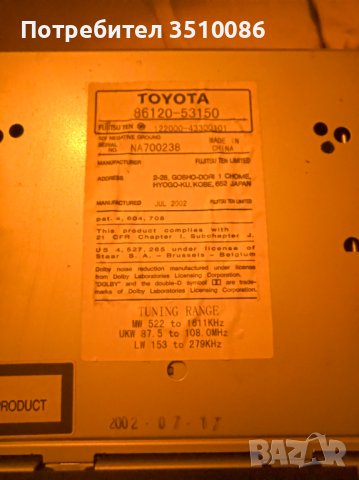 Потребител 3510086
TOYOTA
86120-53150
FUJITSU TEN 122000-43300101
12V NEGATIVE GROUND
SERIAL NO. NA700238 MADE IN CHINA
MANUFACTURER FUJITSU TEN LIMITED
ADDRESS 2-28, GOSHO-DORI 1 CHOME,
HYOGO-KU, KOBE, 652 JAPAN
MANUFACTURED JUL 2002 FUJITSU TEN LIMITED
pat. 4,604,708
This product complies with
21 CFR Chapter I, Subchapter J.
US 4,527,265 under license of
Staar S.A.-Brussels-Belgium
Dolby noise reduction manufactured under license
from Dolby Laboratories Licensing Corporation.
"DOLBY" and the double-D symbol are trade-
marks of Dolby Laboratories Licensing Corporation.
TUNING RANGE
MW 522 to 1611KHz
UKW 87.5 to 108.0MHz
LW 153 to 279KHz
PRODUCT
2002-07-17
BAZAR